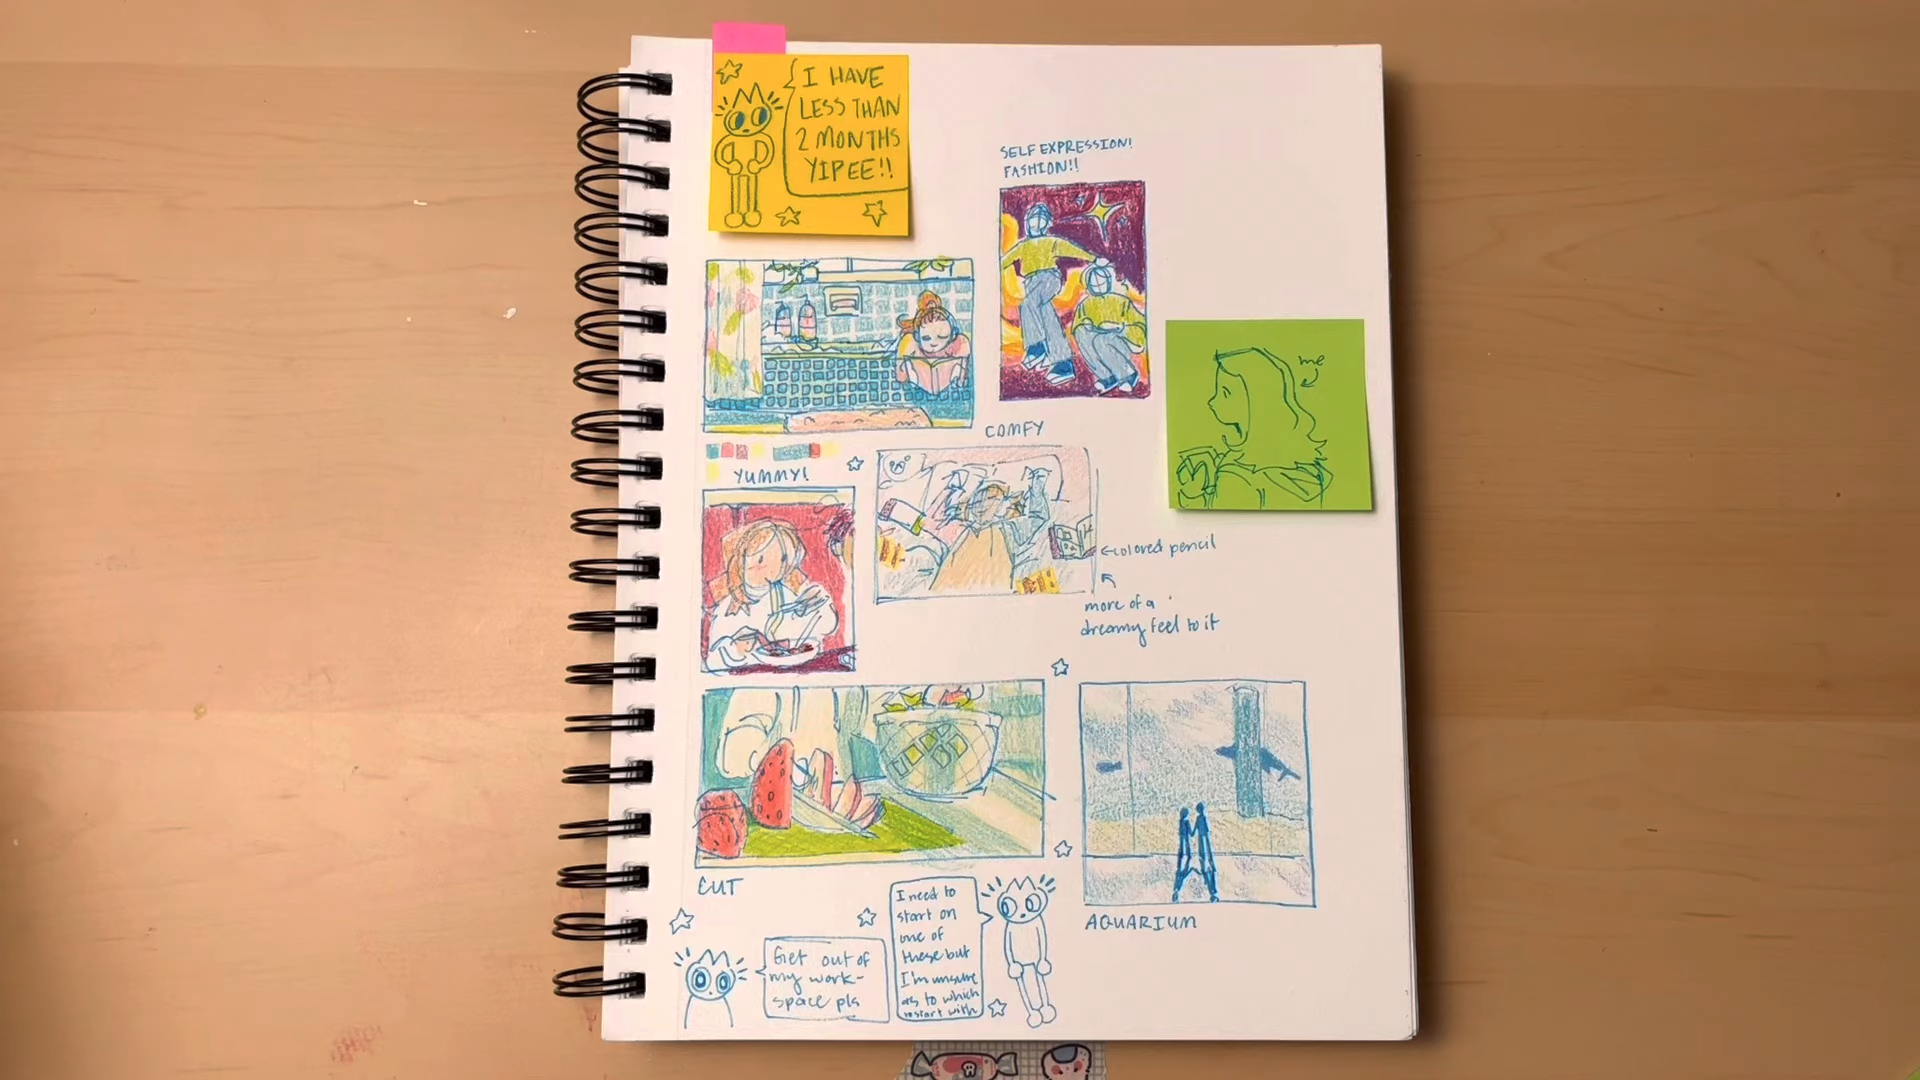 I HAVE
LESS THAN
2 MONTHS
YIPEE!!
SELF EXPRESSION!
FASHION!!
me
COMFY
YUMMY!
←colored pencil
more of a
dreamy feel to it
CUT
AQUARIUM
Get out of
my work-
space pls
I need to
start on
one of
these but
I'm unsure
as to which
to start with